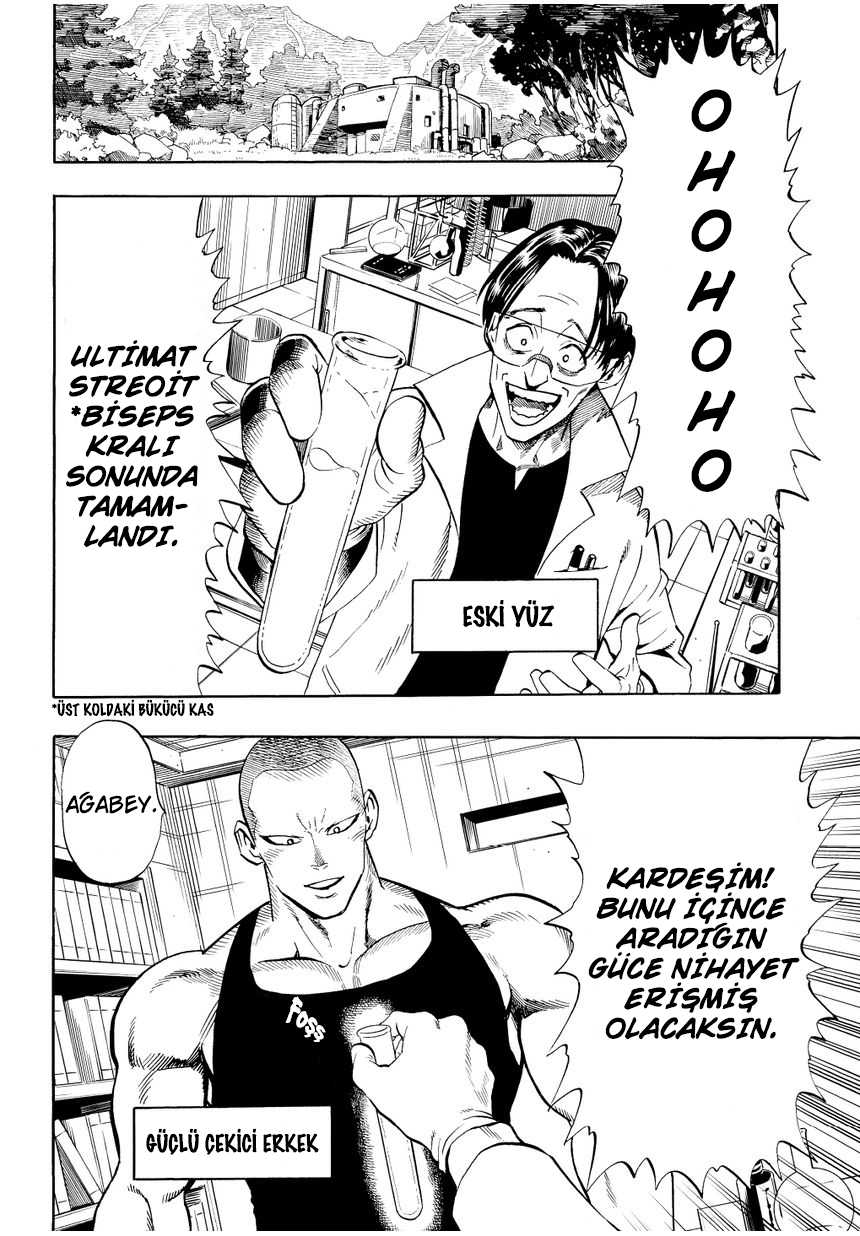 O
H
O
H
O
H
O
ULTİMAT
STREOİT
*BİSEPS
KRALI
SONUNDA
TAMAM-
LANDI.
ESKİ YÜZ
*ÜST KOLDAKİ BÜKÜCÜ KAS
AĞABEY.
KARDEŞİM!
BUNU İÇİNCE
ARADIĞIN
GÜCE NİHAYET
ERİŞMİŞ
OLACAKSIN.
FOSS
GÜÇLÜ ÇEKİCİ ERKEK